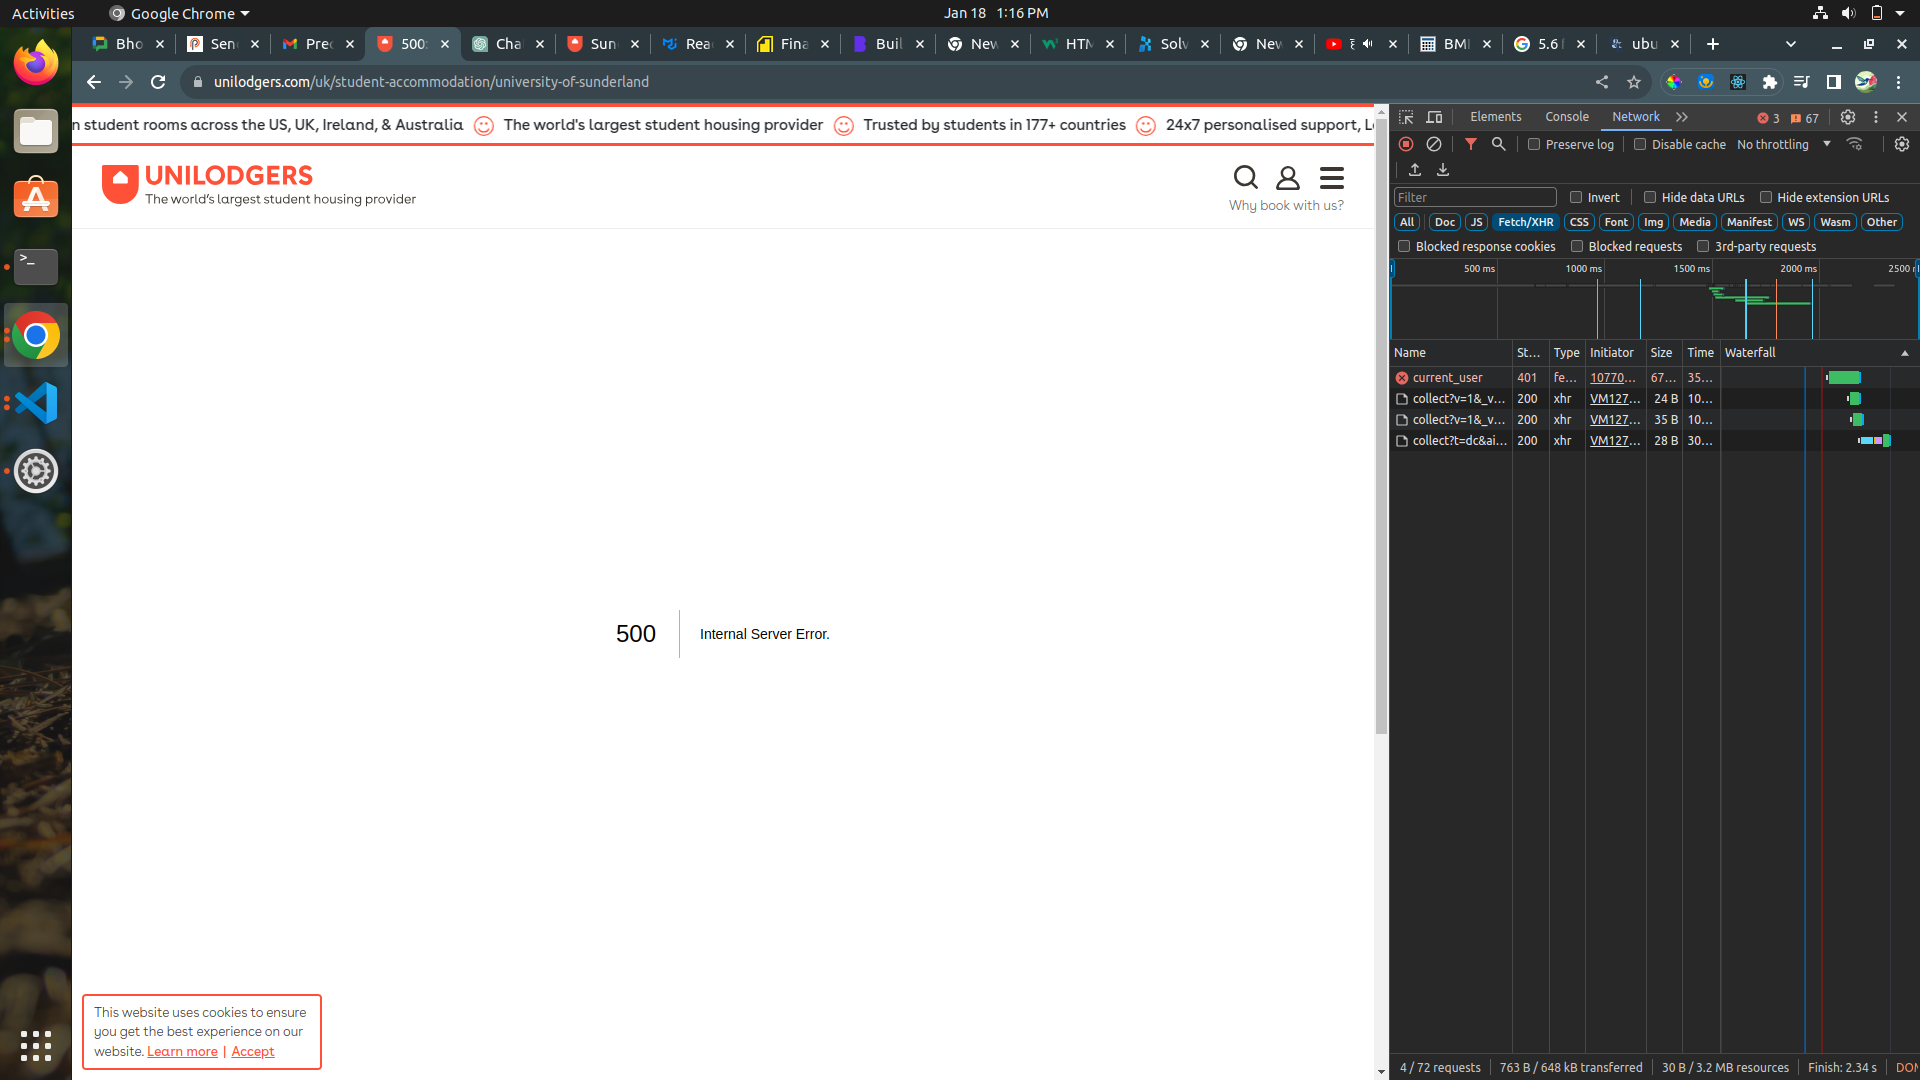 Activities Google Chrome Jan 18 1:16 PM
Bho Senc Prec 500: Cha Sun Rea Fina Buil New HTM Solv New BMI 5.6 f ubu
unilodgers.com/uk/student-accommodation/university-of-sunderland
n student rooms across the US, UK, Ireland, & Australia The world's largest student housing provider Trusted by students in 177+ countries 24x7 personalised support, Lo
UNILODGERS
The world's largest student housing provider
Why book with us?
500 Internal Server Error.
This website uses cookies to ensure
you get the best experience on our
website. Learn more | Accept
Elements Console Network 3 67
Preserve log Disable cache No throttling
Filter Invert Hide data URLs Hide extension URLs
All Doc JS Fetch/XHR CSS Font Img Media Manifest WS Wasm Other
Blocked response cookies Blocked requests 3rd-party requests
500 ms 1000 ms 1500 ms 2000 ms 2500 
Name St... Type Initiator Size Time Waterfall
current_user 401 fe... 10770... 67... 35...
collect?v=1&_v... 200 xhr VM127... 24 B 10...
collect?v=1&_v... 200 xhr VM127... 35 B 10...
collect?t=dc&ai... 200 xhr VM127... 28 B 30...
4 / 72 requests 763 B / 648 kB transferred 30 B / 3.2 MB resources Finish: 2.34 s DOM